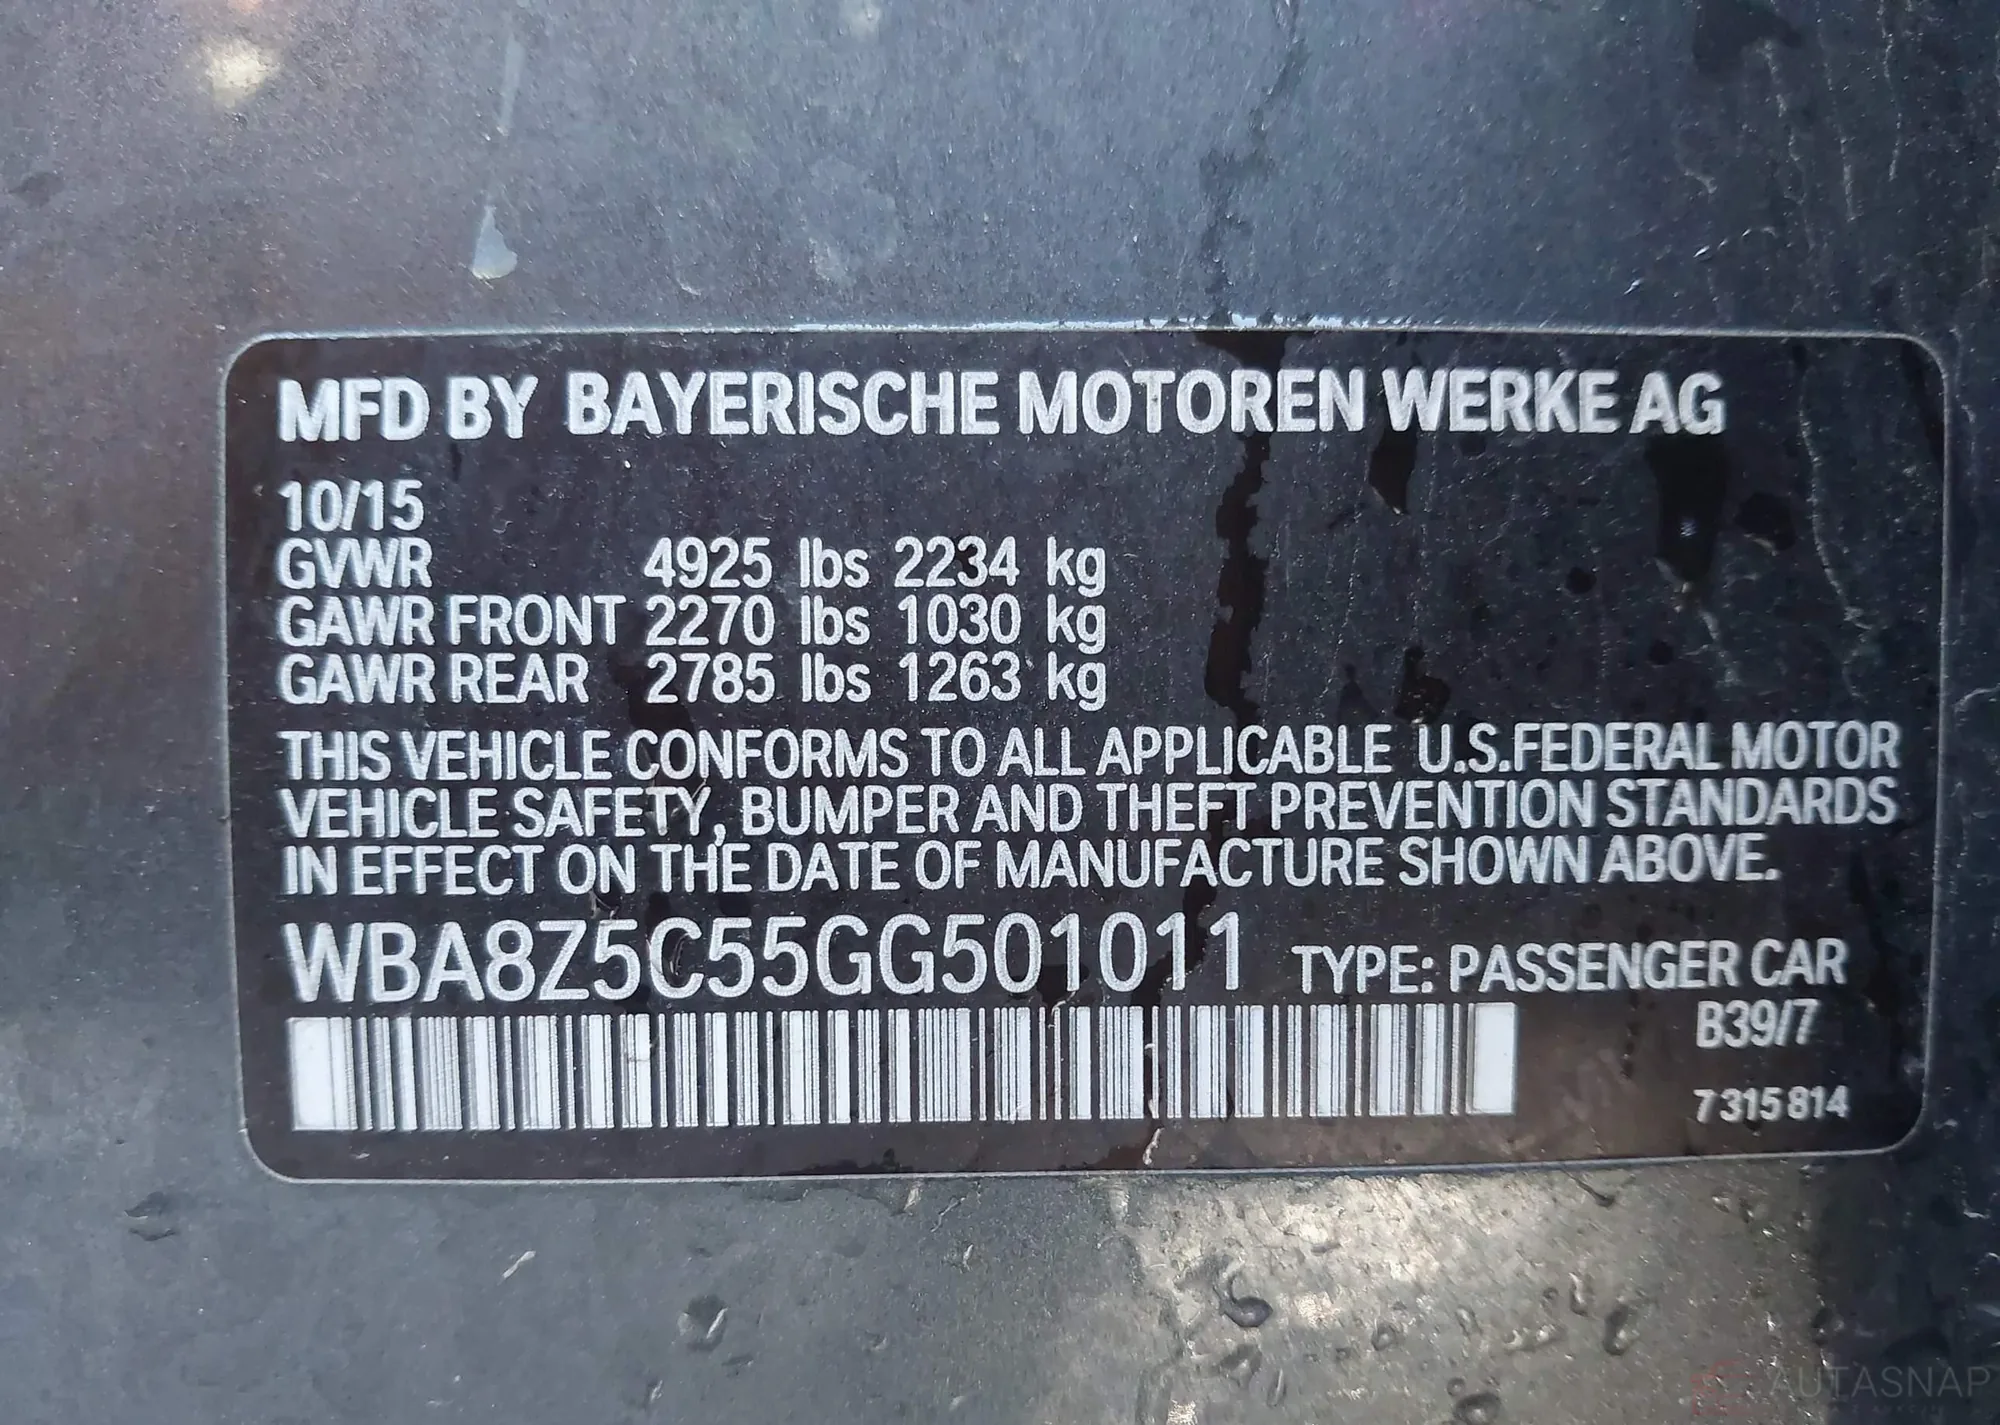 MFD BY BAYERISCHE MOTOREN WERKE AG
10/15
GVWR 4925 lbs 2234 kg
GAWR FRONT 2270 lbs 1030 kg
GAWR REAR 2785 lbs 1263 kg
THIS VEHICLE CONFORMS TO ALL APPLICABLE U.S.FEDERAL MOTOR
VEHICLE SAFETY, BUMPER AND THEFT PREVENTION STANDARDS
IN EFFECT ON THE DATE OF MANUFACTURE SHOWN ABOVE.
WBA8Z5C55GG501011 TYPE: PASSENGER CAR
B39/7
7 315 814
AUTASNAP